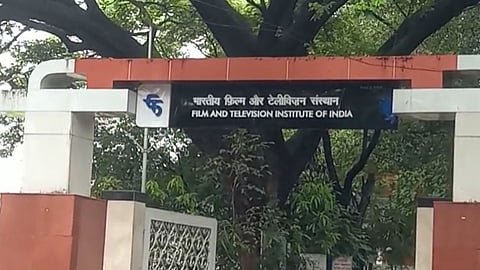 भारतीय फ़िल्म और टेलीविज़न संस्थान
FILM AND TELEVISION INSTITUTE OF INDIA